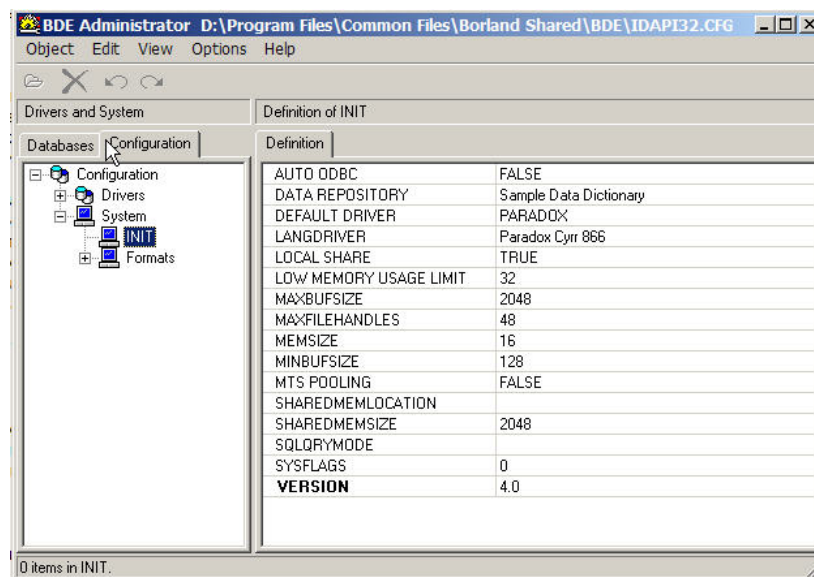 BDE Administrator D:\Program Files\Common Files\Borland Shared\BDE\IDAPI32.CFG
Object Edit View Options Help
Drivers and System
Definition of INIT
Databases Configuration
Definition
Configuration
Drivers
System
INIT
Formats
AUTO ODBC FALSE
DATA REPOSITORY Sample Data Dictionary
DEFAULT DRIVER PARADOX
LANGDRIVER Paradox Cyrr 866
LOCAL SHARE TRUE
LOW MEMORY USAGE LIMIT 32
MAXBUFSIZE 2048
MAXFILEHANDLES 48
MEMSIZE 16
MINBUFSIZE 128
MTS POOLING FALSE
SHAREDMEMLOCATION
SHAREDMEMSIZE 2048
SQLQRYMODE
SYSFLAGS 0
VERSION 4.0
0 items in INIT.